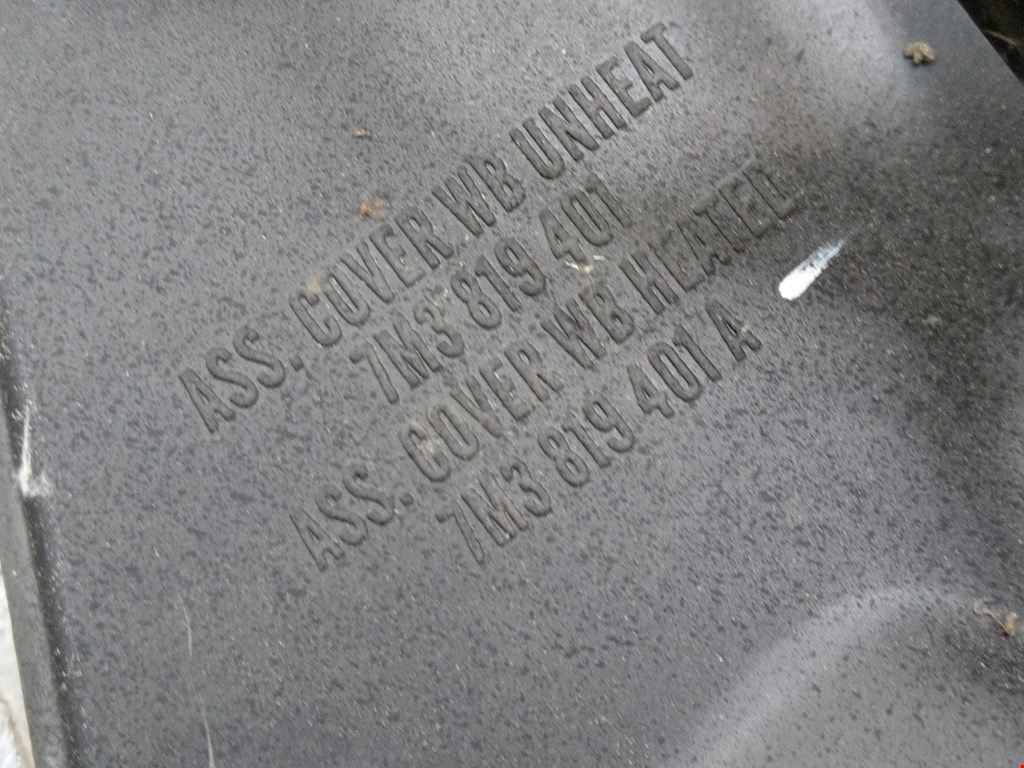 ASS. COVER WB UNHEAT
7M3 819 401
ASS. COVER WB HEATED
7M3 819 401 A